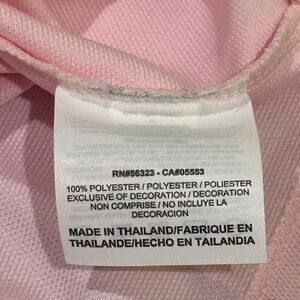 RN#56323 - CA#05553
100% POLYESTER / POLYESTER / POLIESTER
EXCLUSIVE OF DECORATION / DECORATION
NON COMPRISE / NO INCLUYE LA
DECORACION
MADE IN THAILAND/FABRIQUE EN
THAILANDE/HECHO EN TAILANDIA